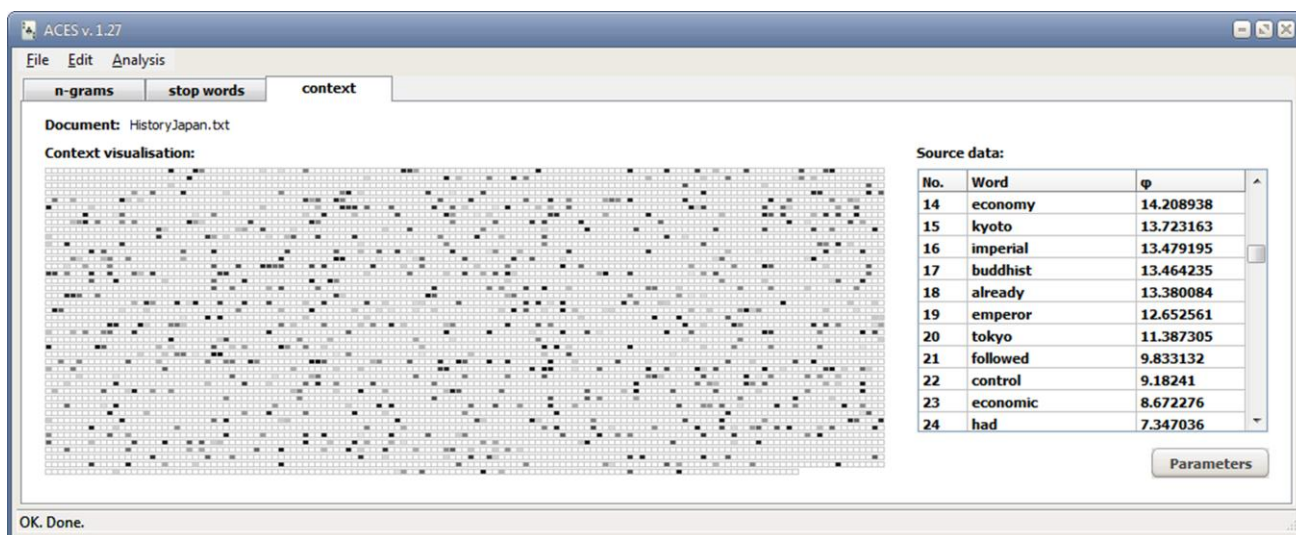 ACES v. 1.27
File Edit Analysis
n-grams stop words context
Document: HistoryJapan.txt
Context visualisation:
Source data:
No. Word φ
14 economy 14.208938
15 kyoto 13.723163
16 imperial 13.479195
17 buddhist 13.464235
18 already 13.380084
19 emperor 12.652561
20 tokyo 11.387305
21 followed 9.833132
22 control 9.18241
23 economic 8.672276
24 had 7.347036
Parameters
OK. Done.